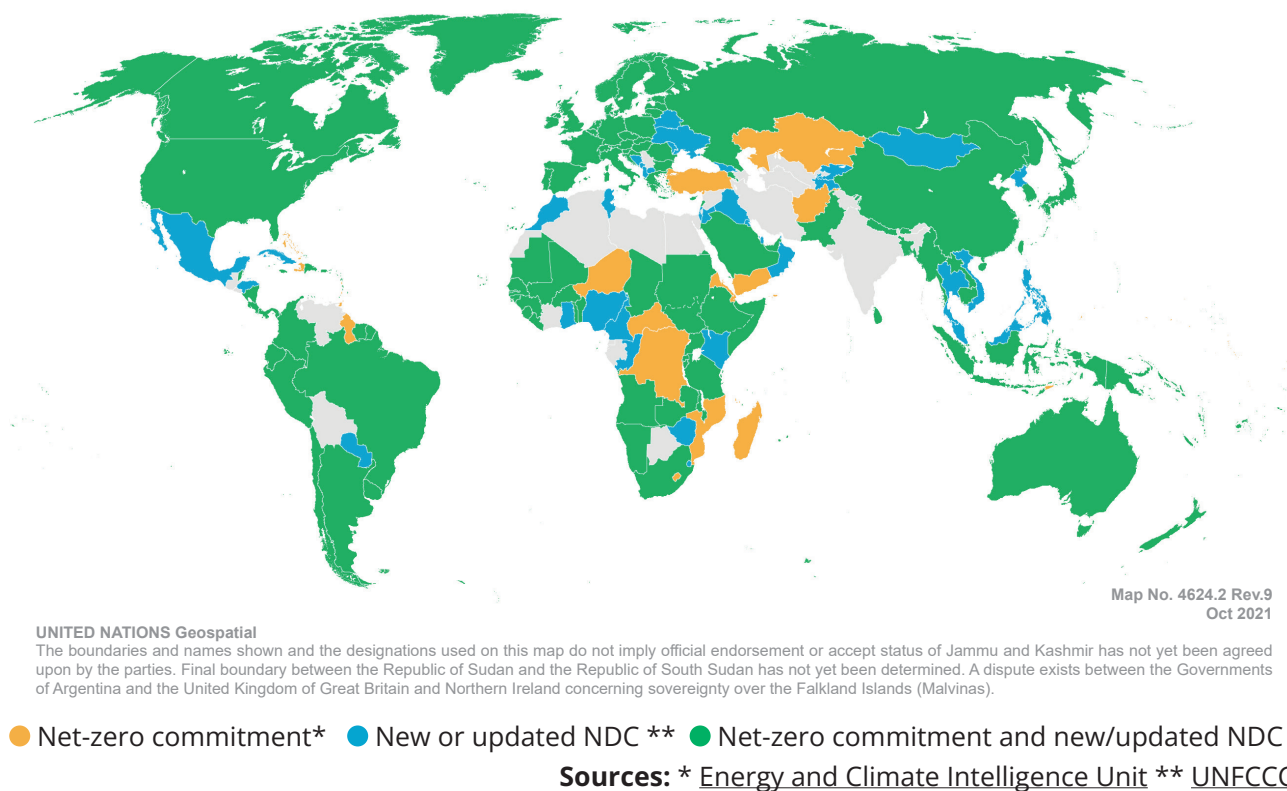 Map No. 4624.2 Rev.9
Oct 2021
UNITED NATIONS Geospatial
The boundaries and names shown and the designations used on this map do not imply official endorsement or accept status of Jammu and Kashmir has not yet been agreed
upon by the parties. Final boundary between the Republic of Sudan and the Republic of South Sudan has not yet been determined. A dispute exists between the Governments
of Argentina and the United Kingdom of Great Britain and Northern Ireland concerning sovereignty over the Falkland Islands (Malvinas).
Net-zero commitment* New or updated NDC ** Net-zero commitment and new/updated NDC
Sources: * Energy and Climate Intelligence Unit ** UNFCCC